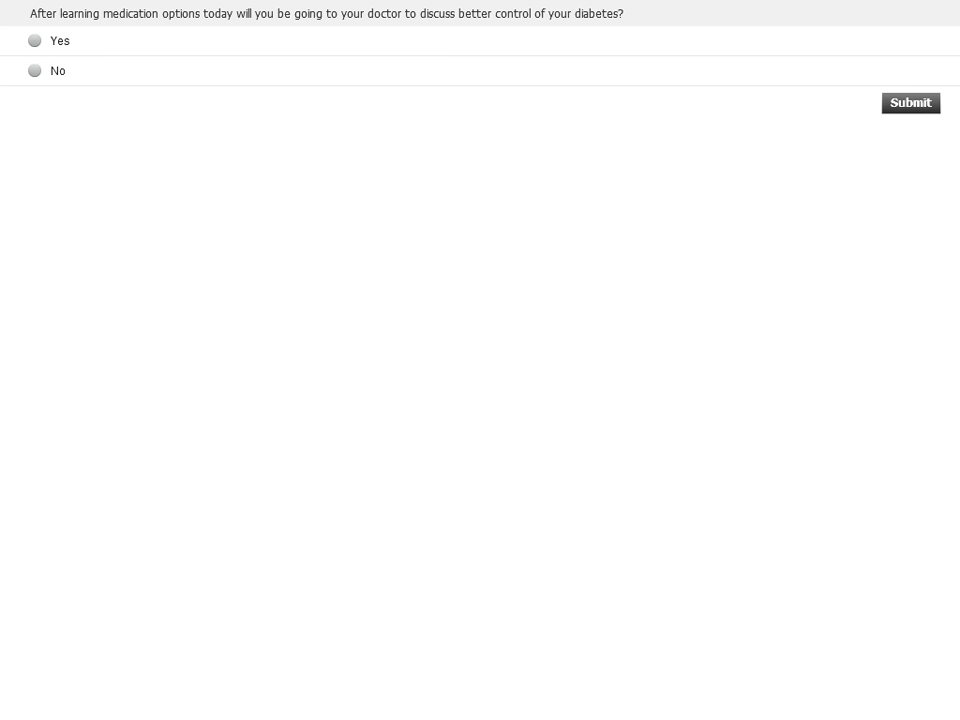 After learning medication options today will you be going to your doctor to discuss better control of your diabetes?
Yes
No
Submit